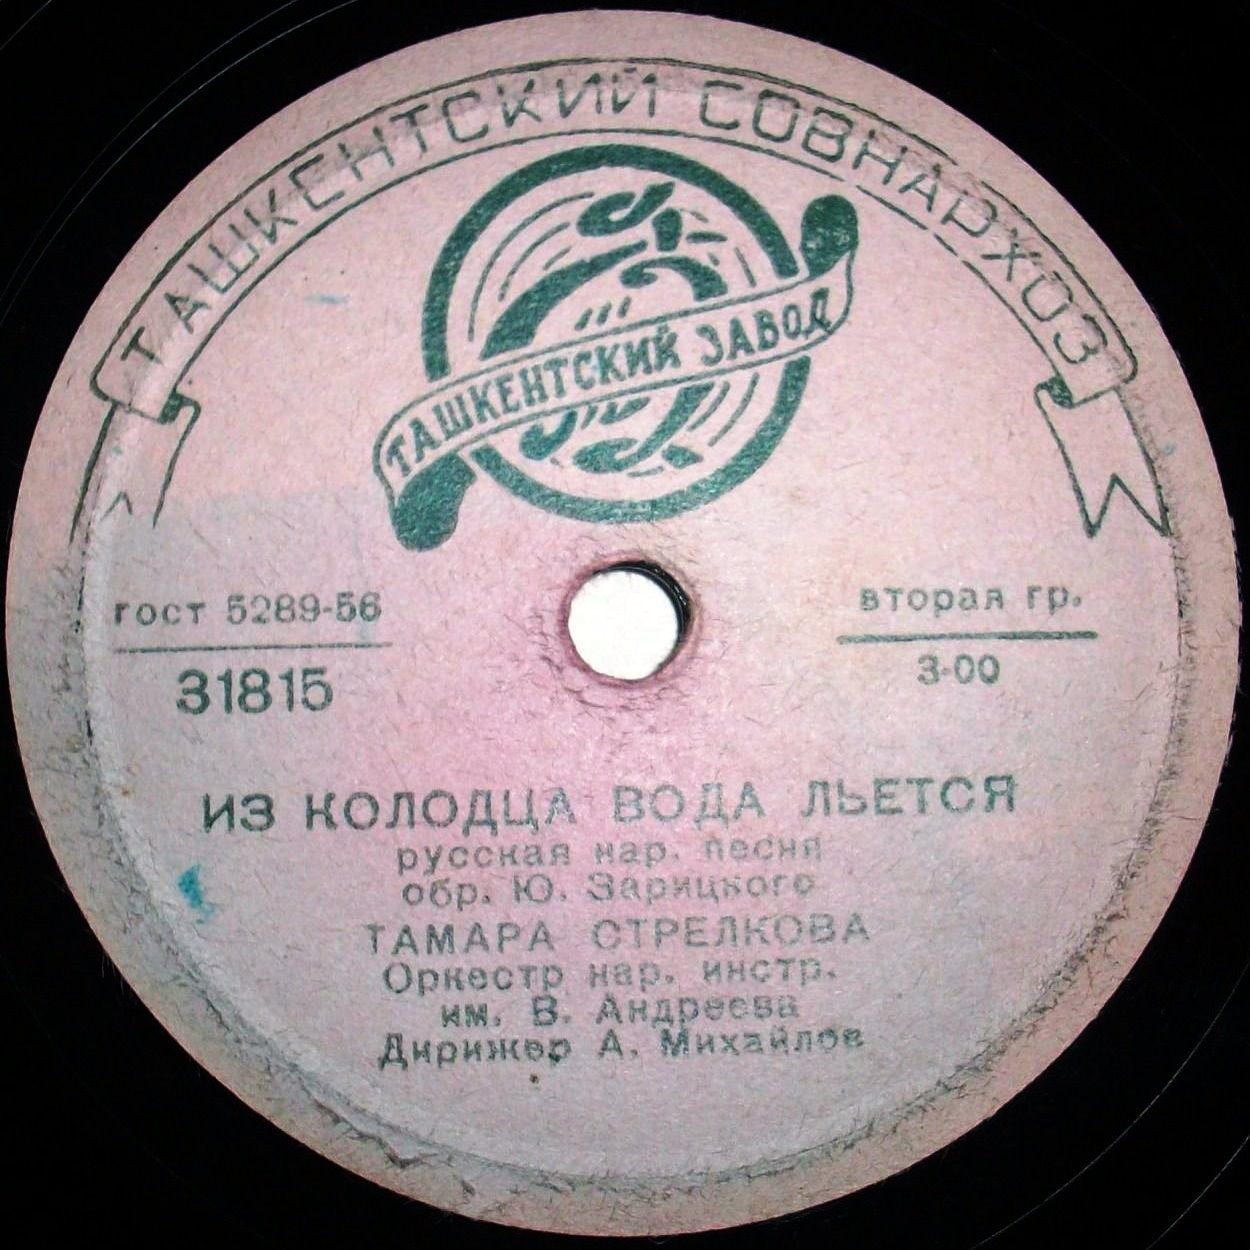 ТАШКЕНТСКИЙ СОВНАРХОЗ
ТАШКЕНТСКИЙ ЗАВОД
гост 5289-56
31815
вторая гр.
3-00
ИЗ КОЛОДЦА ВОДА ЛЬЕТСЯ
русская нар. песня
обр. Ю. Зарицкого
ТАМАРА СТРЕЛКОВА
Оркестр нар. инстр.
им. В. Андреева
Дирижер А. Михайлов